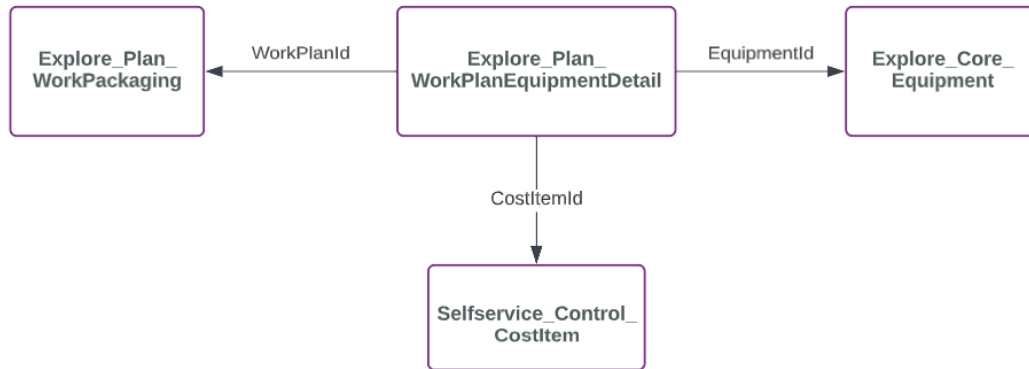 Explore_Plan_
WorkPackaging
WorkPlanId
Explore_Plan_
WorkPlanEquipmentDetail
EquipmentId
Explore_Core_
Equipment
CostItemId
Selfservice_Control_
CostItem